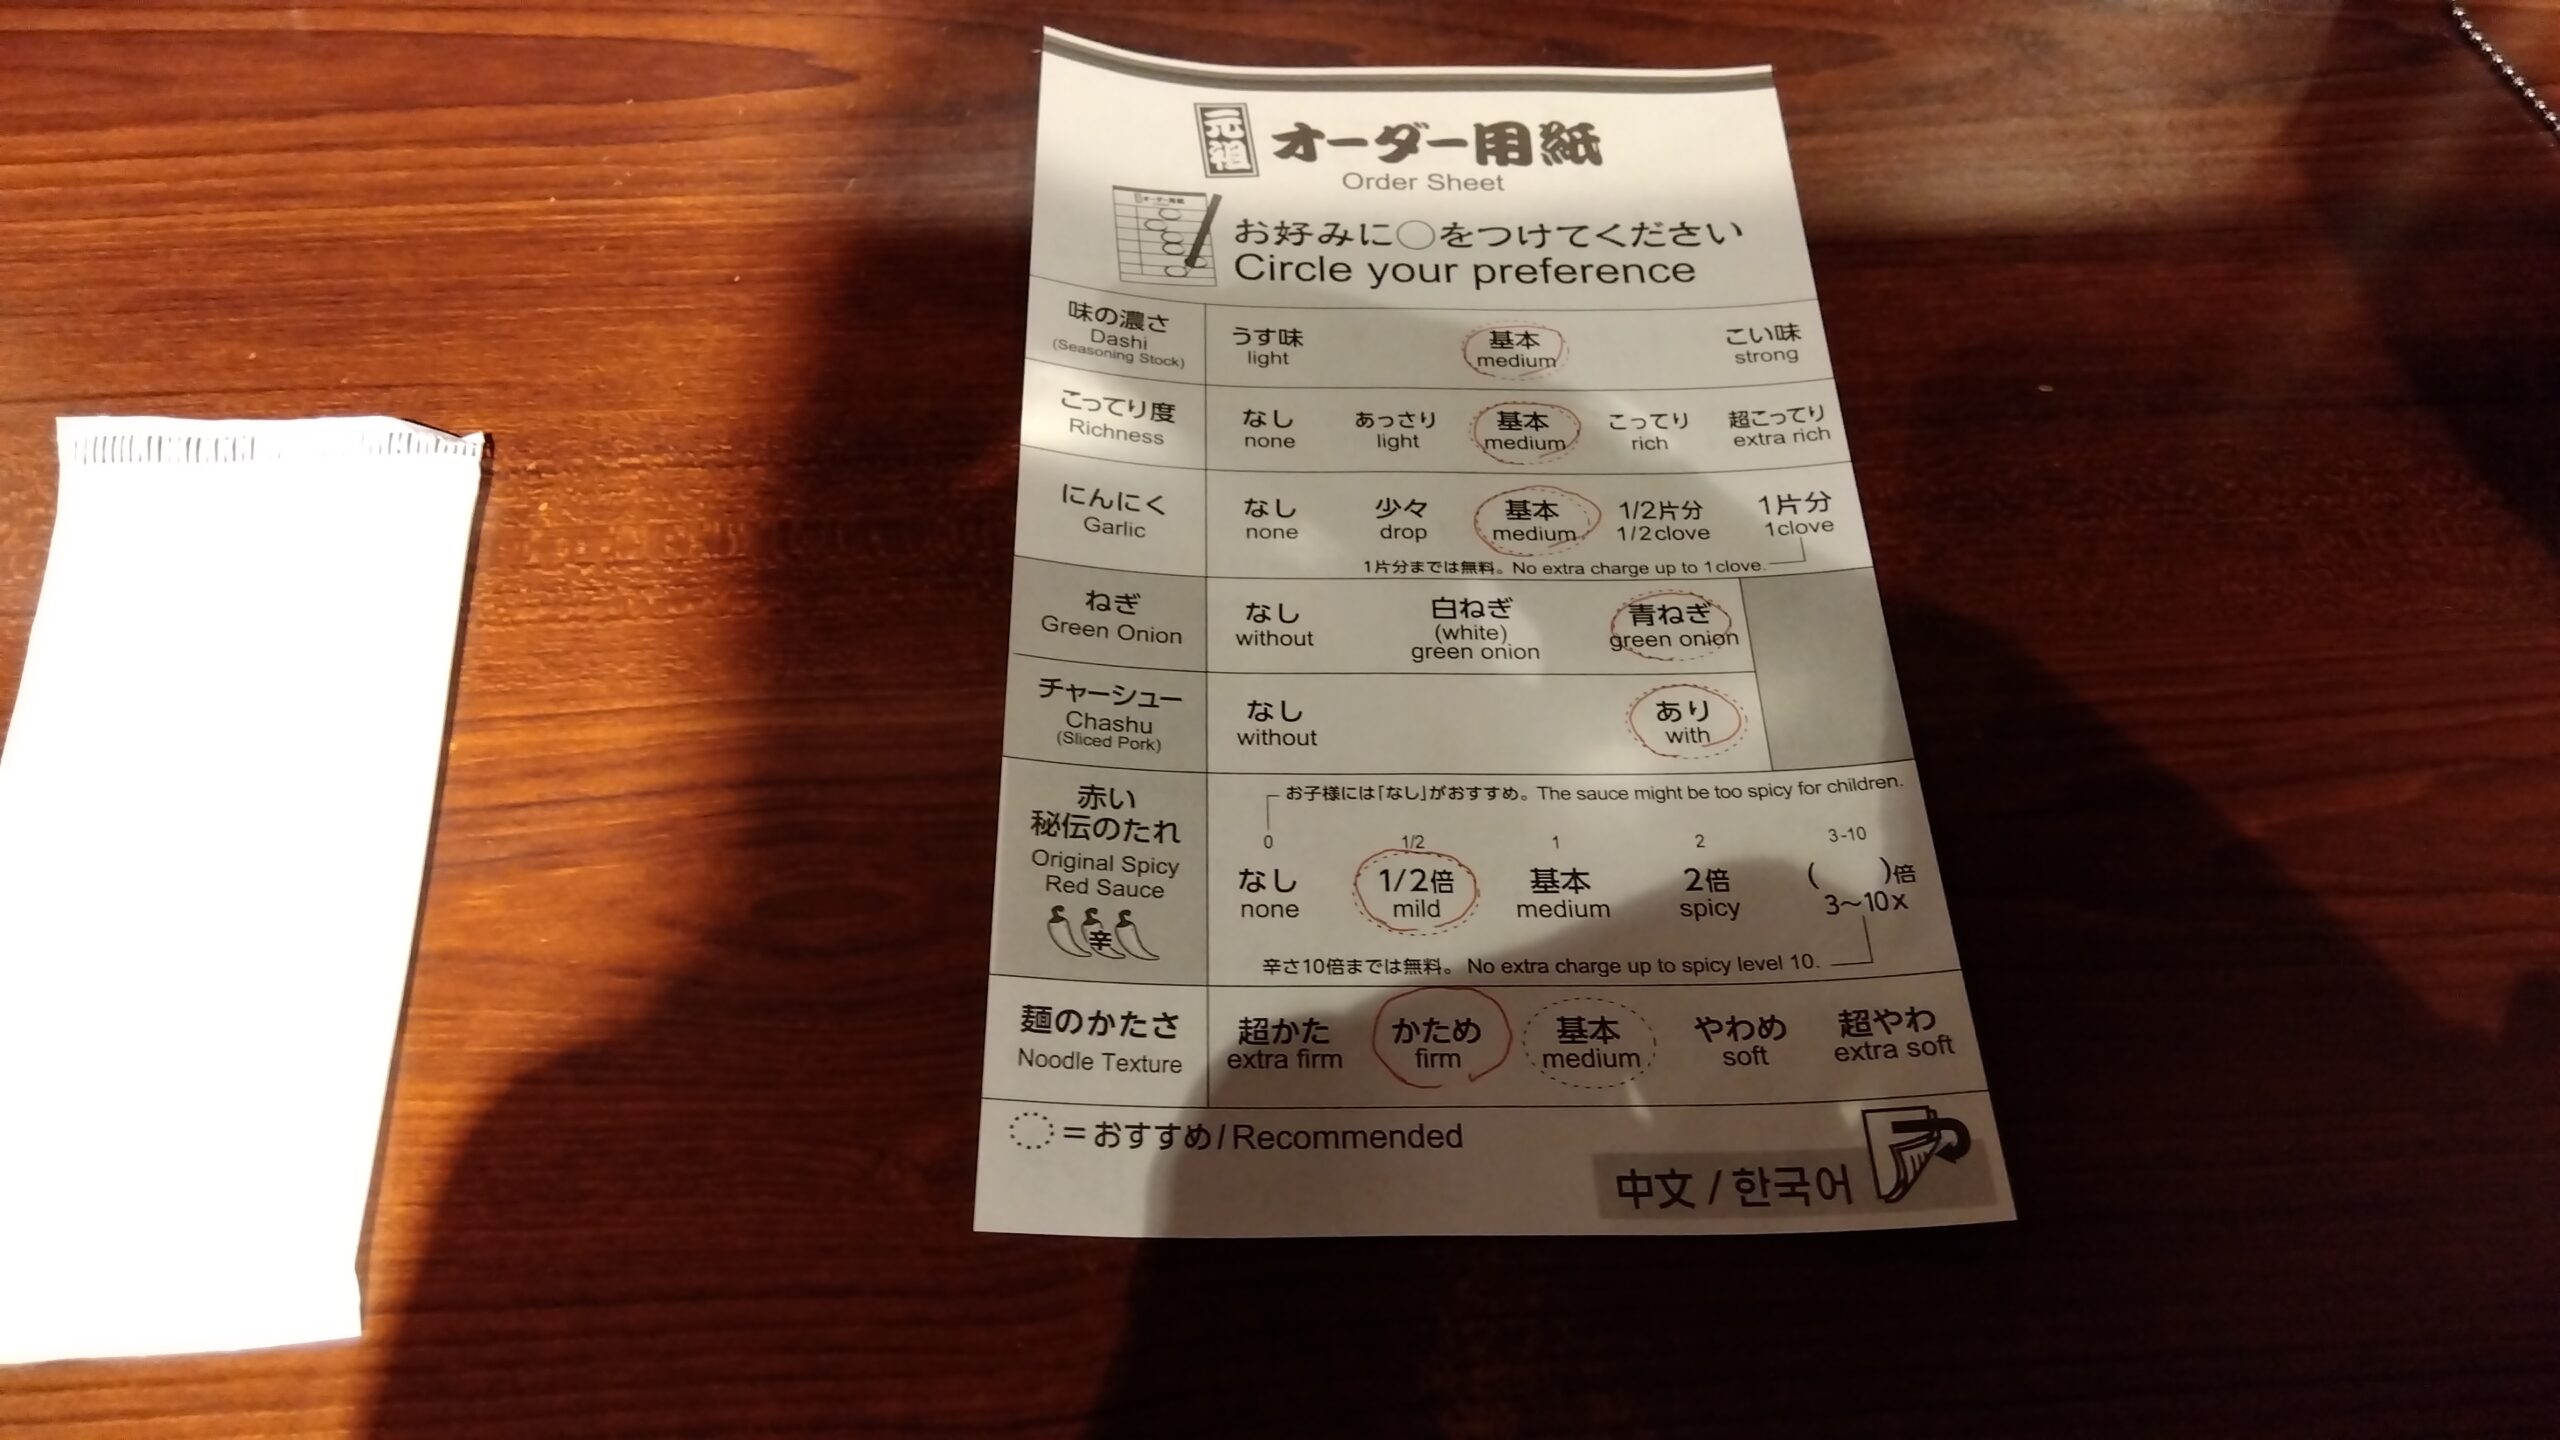 元祖 オーダー用紙
Order Sheet
お好みに○をつけてください
Circle your preference
味の濃さ
Dashi
(Seasoning Stock)
うす味 基本 こい味
light medium strong
こってり度
Richness
なし あっさり 基本 こってり 超こってり
none light medium rich extra rich
にんにく
Garlic
なし 少々 基本 1/2片分 1片分
none drop medium 1/2clove 1clove
1片分までは無料。No extra charge up to 1clove.
ねぎ
Green Onion
なし 白ねぎ 青ねぎ
without (white) green onion
green onion
チャーシュー
Chashu
(Sliced Pork)
なし あり
without with
赤い
秘伝のたれ
Original Spicy
Red Sauce
辛
お子様には「なし」がおすすめ。The sauce might be too spicy for children.
0 1/2 1 2 3-10
なし 1/2倍 基本 2倍 ( )倍
none mild medium spicy 3～10x
辛さ10倍までは無料。No extra charge up to spicy level 10.
麺のかたさ
Noodle Texture
超かた かため 基本 やわめ 超やわ
extra firm firm medium soft extra soft
=おすすめ/Recommended
中文/한국어